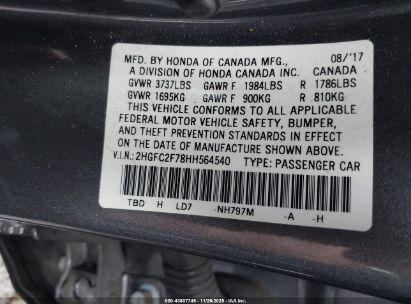 MFD. BY HONDA OF CANADA MFG., 08/'17
A DIVISION OF HONDA CANADA INC. CANADA
GVWR 3737LBS GAWR F 1984LBS R 1786LBS
GVWR 1695KG GAWR F 900KG R 810KG
THIS VEHICLE CONFORMS TO ALL APPLICABLE
FEDERAL MOTOR VEHICLE SAFETY, BUMPER,
AND THEFT PREVENTION STANDARDS IN EFFECT
ON THE DATE OF MANUFACTURE SHOWN ABOVE.
V.I.N.: 2HGFC2F78HH564540 TYPE: PASSENGER CAR
TBD H LD7 -NH797M -A -H